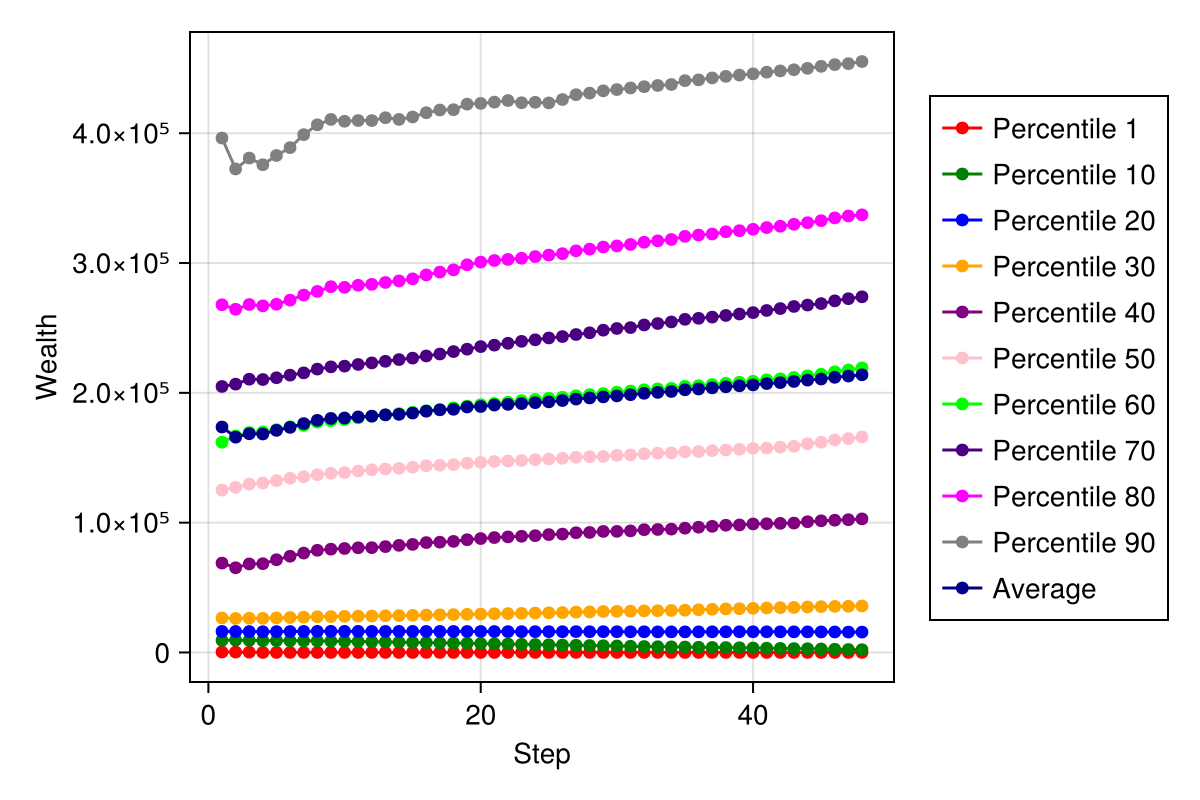 4.0×10⁵
3.0×10⁵
2.0×10⁵
1.0×10⁵
0
Wealth
0 20 40
Step
Percentile 1
Percentile 10
Percentile 20
Percentile 30
Percentile 40
Percentile 50
Percentile 60
Percentile 70
Percentile 80
Percentile 90
Average